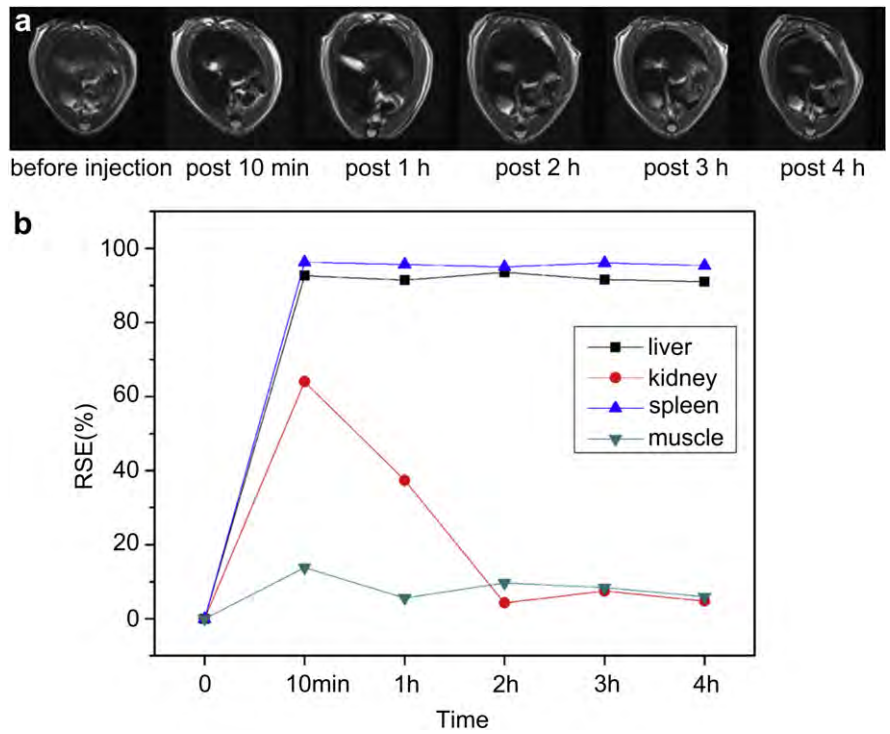 a
before injection post 10 min post 1 h post 2 h post 3 h post 4 h
b
100
80
60
40
20
0
RSE(%)
liver
kidney
spleen
muscle
0 10min 1h 2h 3h 4h
Time